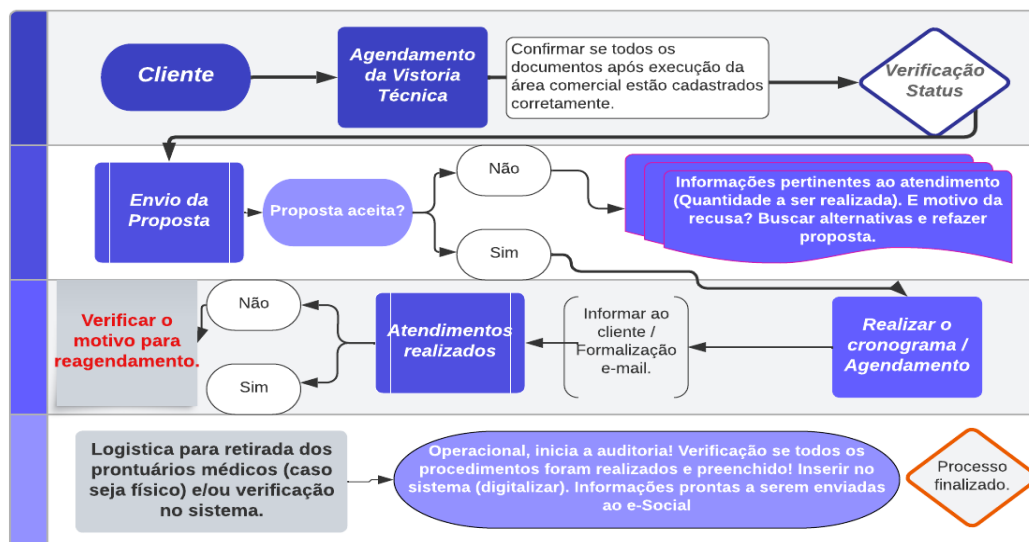 Cliente
Agendamento
da Vistoria
Técnica
Confirmar se todos os
documentos após execução da
área comercial estão cadastrados
corretamente.
Verificação
Status
Envio da
Proposta
Proposta aceita?
Não
Sim
Informações pertinentes ao atendimento
(Quantidade a ser realizada). E motivo da
recusa? Buscar alternativas e refazer
proposta.
Realizar o
cronograma /
Agendamento
Informar ao
cliente /
Formalização
e-mail.
Atendimentos
realizados
Não
Sim
Verificar o
motivo para
reagendamento.
Logistica para retirada dos
prontuários médicos (caso
seja físico) e/ou verificação
no sistema.
Operacional, inicia a auditoria! Verificação se todos os
procedimentos foram realizados e preenchido! Inserir no
sistema (digitalizar). Informações prontas a serem enviadas
ao e-Social
Processo
finalizado.